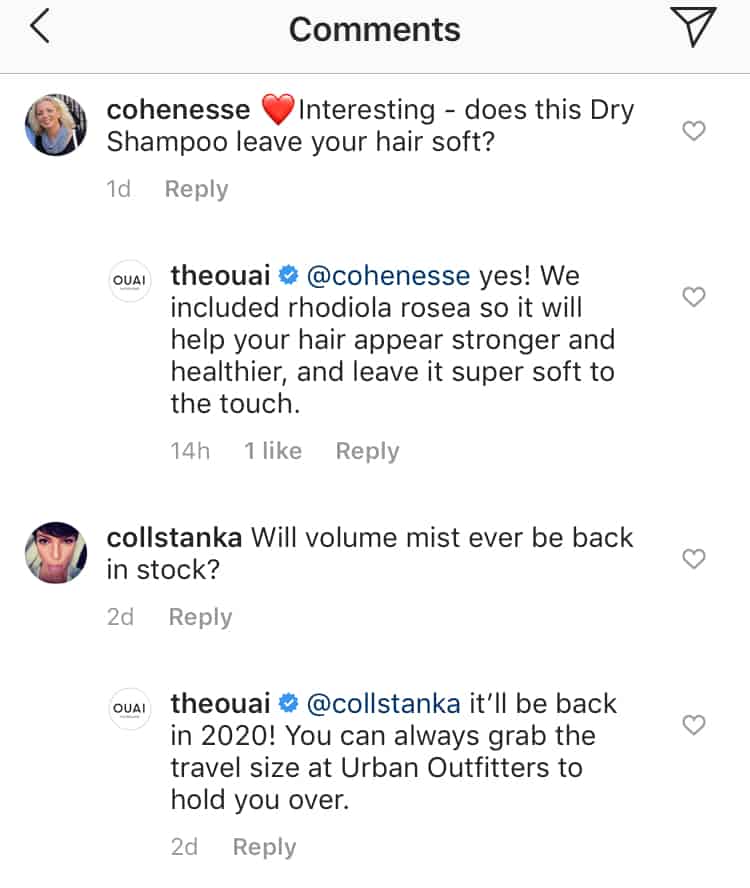 Comments
cohenesse ❤️Interesting - does this Dry
Shampoo leave your hair soft?
1d Reply
OUAI
theouai @cohenesse yes! We
included rhodiola rosea so it will
help your hair appear stronger and
healthier, and leave it super soft to
the touch.
14h 1 like Reply
collstanka Will volume mist ever be back
in stock?
2d Reply
OUAI
theouai @collstanka it’ll be back
in 2020! You can always grab the
travel size at Urban Outfitters to
hold you over.
2d Reply